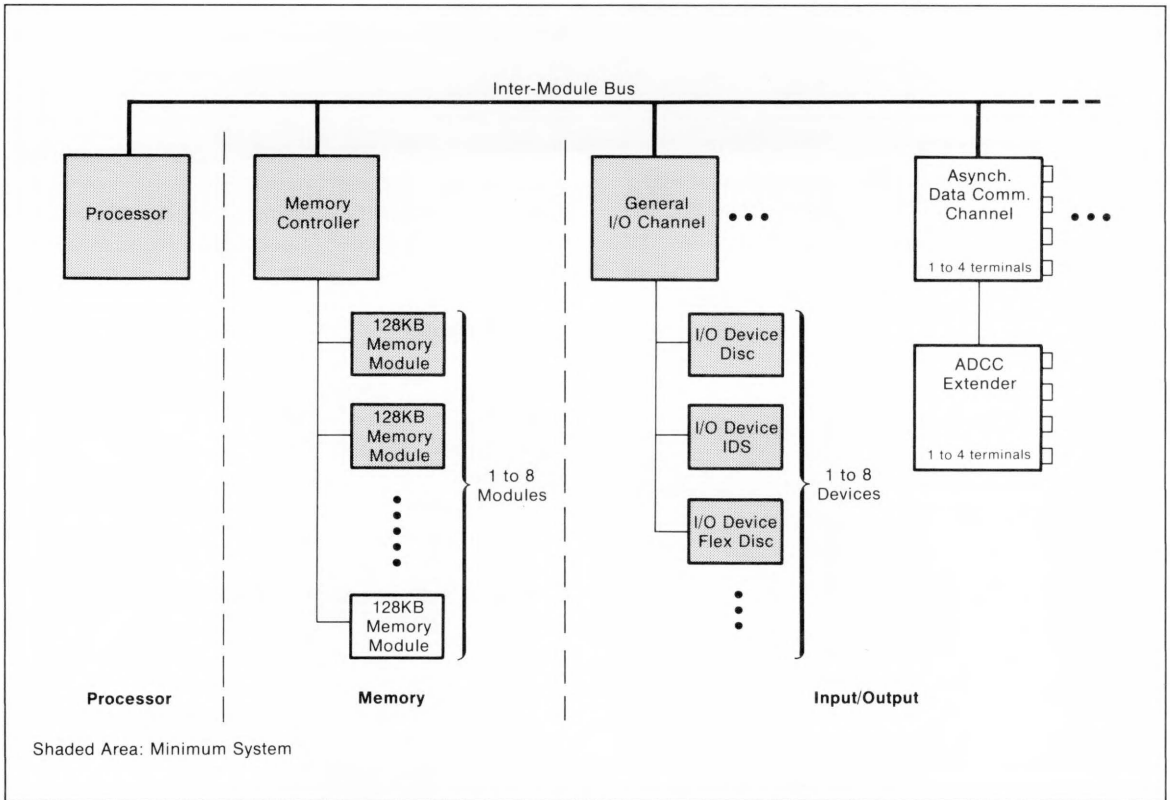 Inter-Module Bus
Processor
Memory
Controller
General
I/O Channel
Asynch.
Data Comm.
Channel
1 to 4 terminals
128KB
Memory
Module
128KB
Memory
Module
1 to 8
Modules
128KB
Memory
Module
I/O Device
Disc
I/O Device
IDS
I/O Device
Flex Disc
1 to 8
Devices
ADCC
Extender
1 to 4 terminals
Processor
Memory
Input/Output
Shaded Area: Minimum System